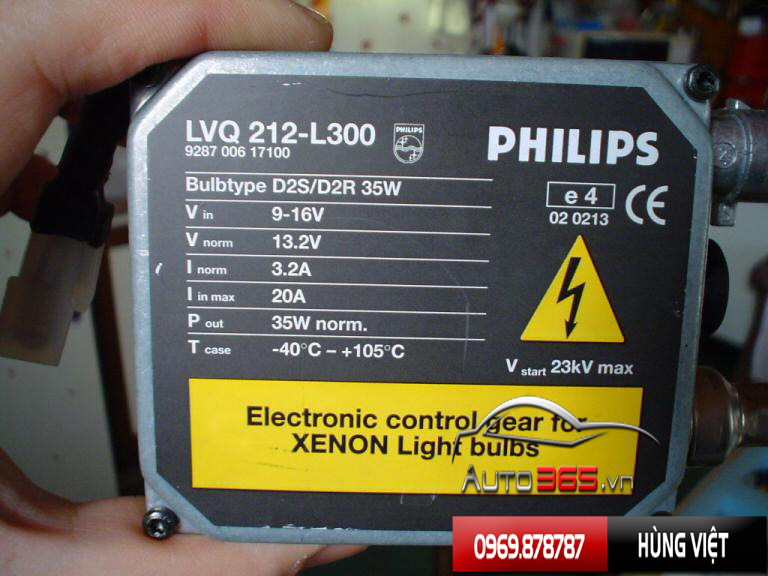 LVQ 212-L300
9287 006 17100
PHILIPS
PHILIPS
Bulbtype D2S/D2R 35W
V in 9-16V
V norm 13.2V
I norm 3.2A
I in max 20A
P out 35W norm.
T case -40°C – +105°C
e 4
02 0213
CE
V start 23kV max
Electronic control gear for
XENON Light bulbs
AUTO365.vn
0969.878787
HÙNG VIỆT